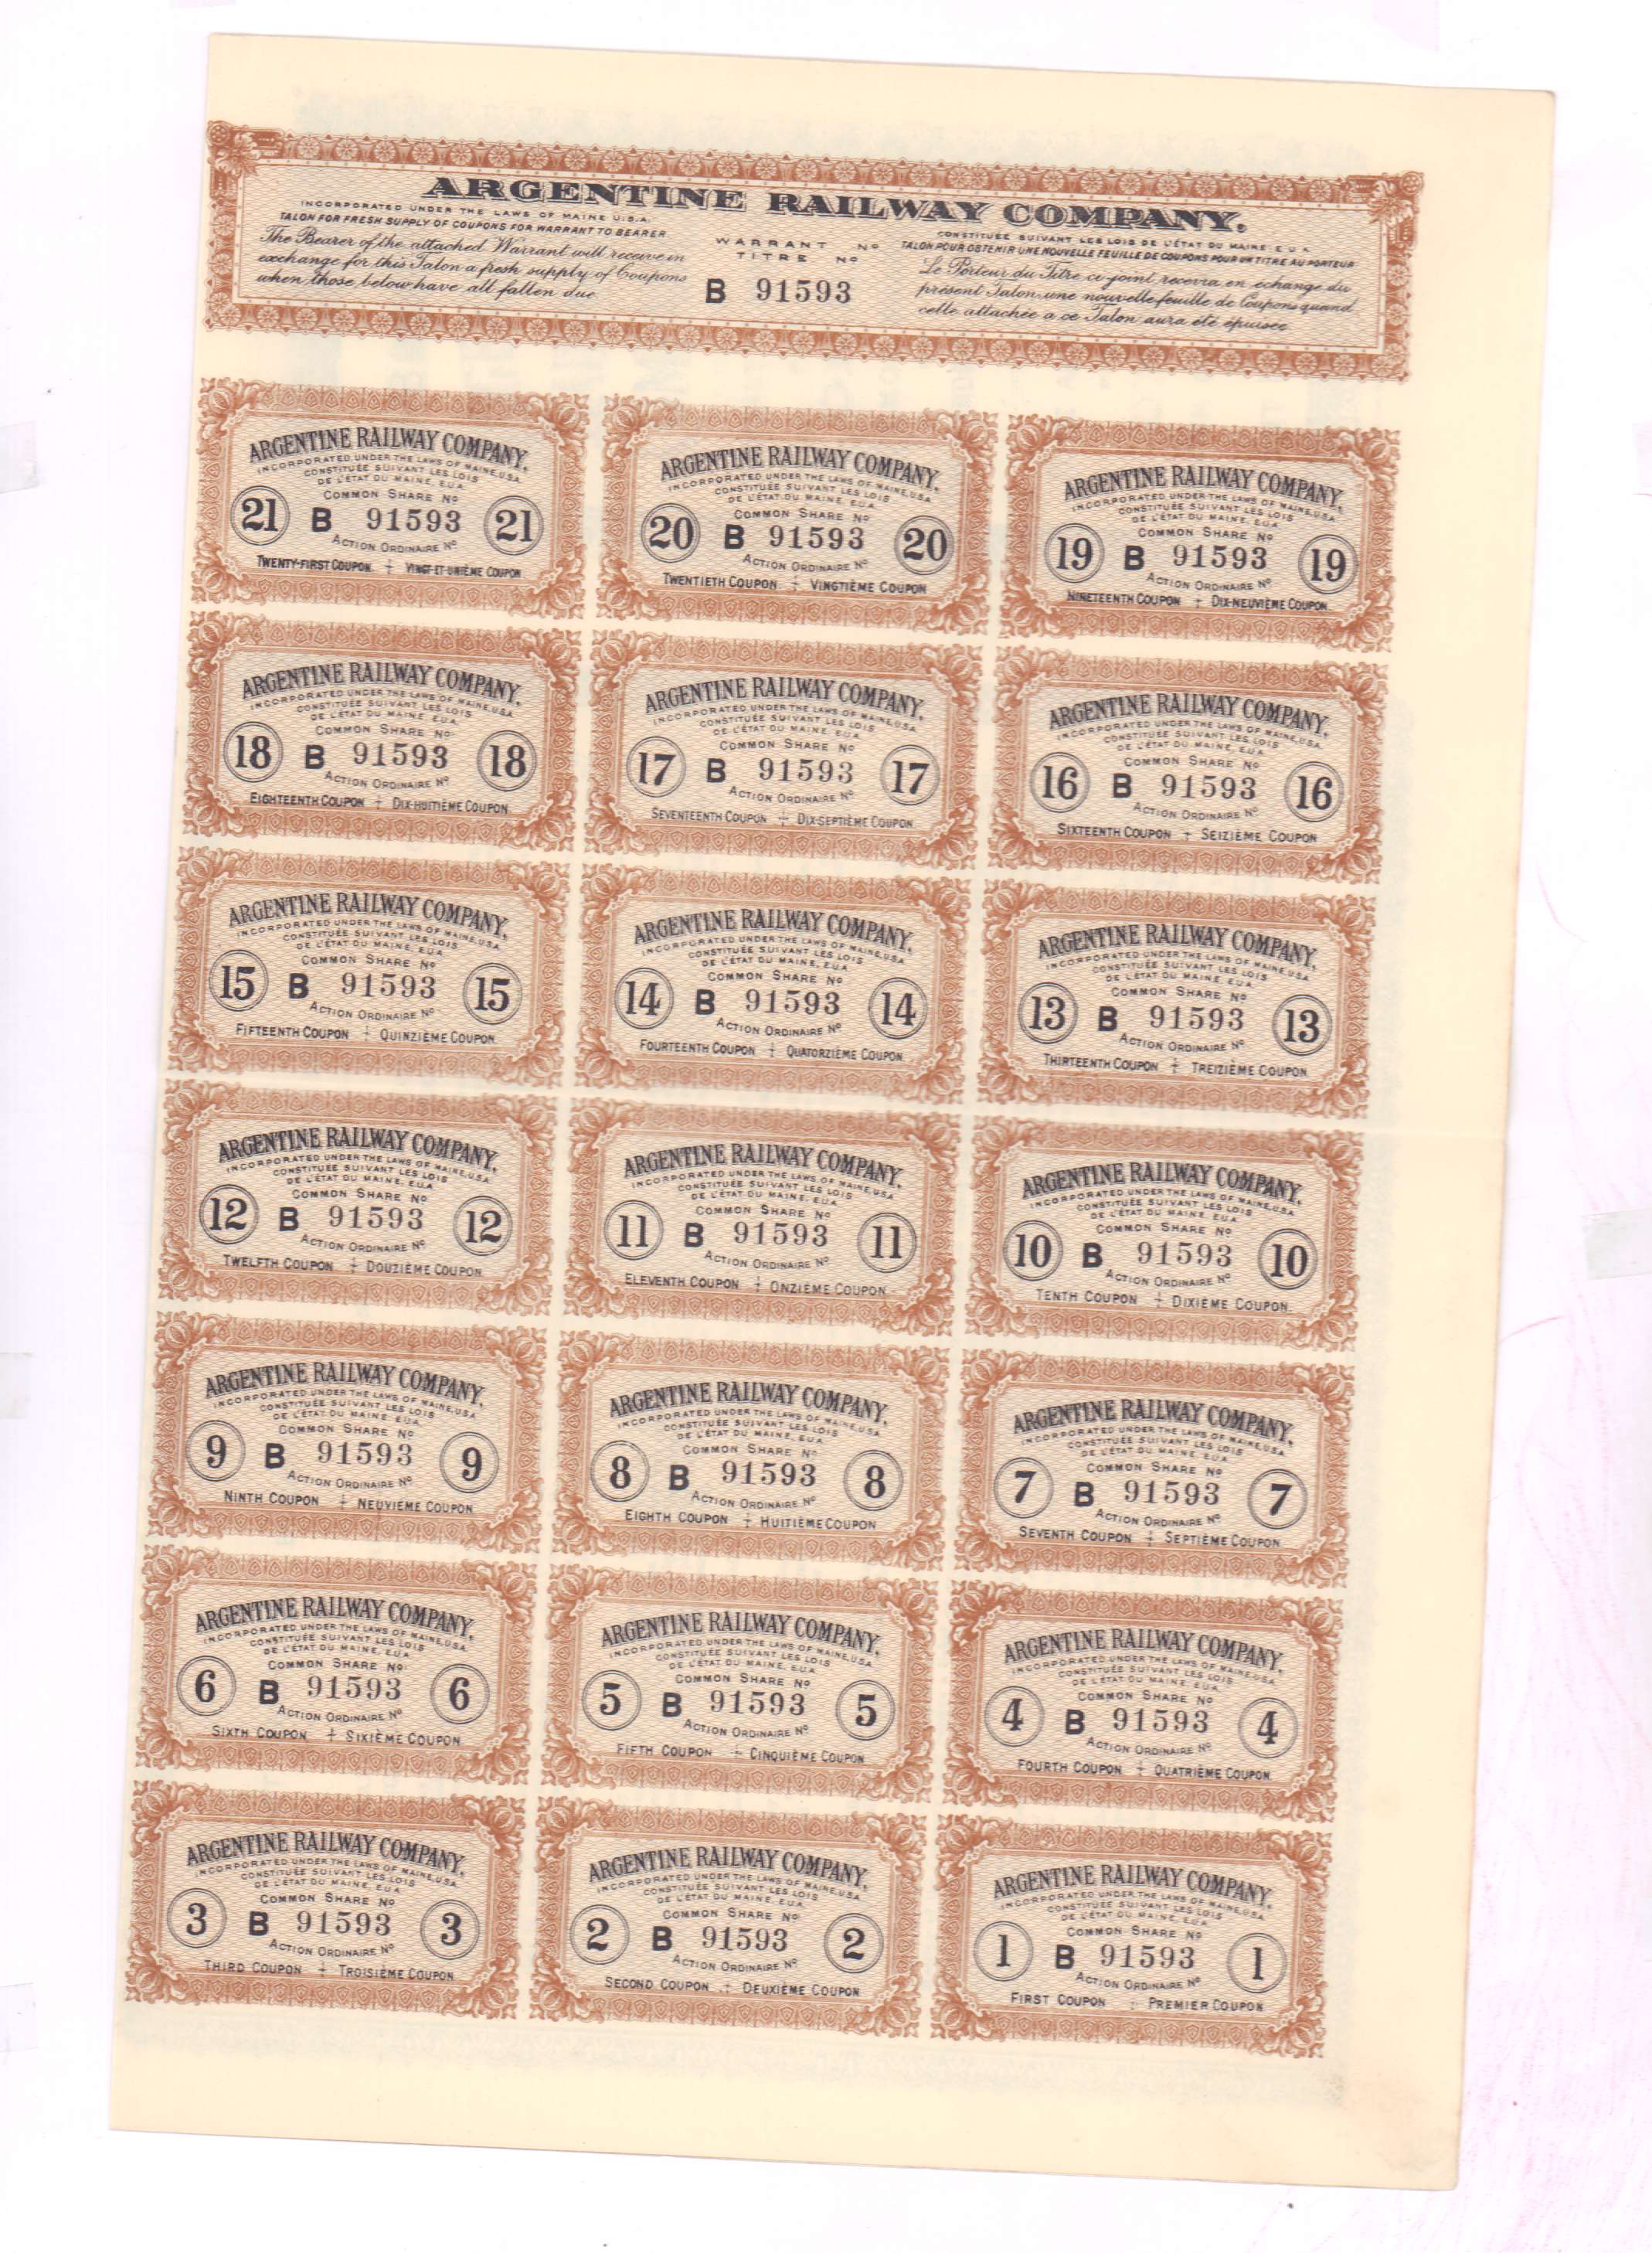 ARGENTINE RAILWAY COMPANY.
INCORPORATED UNDER THE LAWS OF MAINE U.S.A.
TALON FOR FRESH SUPPLY OF COUPONS FOR WARRANT TO BEARER.
The Bearer of the attached Warrant will receive in
exchange for this Talon a fresh supply of Coupons
when those below have all fallen due.
WARRANT No
TITRE No
B 91593
CONSTITUÉE SUIVANT LES LOIS DE L'ÉTAT DU MAINE E.U.A.
TALON POUR OBTENIR UNE NOUVELLE FEUILLE DE COUPONS POUR UN TITRE AU PORTEUR
Le Porteur du Titre ci-joint, recevra en échange du
présent Talon une nouvelle feuille de Coupons quand
celle attachée a ce Talon aura été épuisée
ARGENTINE RAILWAY COMPANY.
INCORPORATED UNDER THE LAWS OF MAINE, U.S.A.
CONSTITUÉE SUIVANT LES LOIS
DE L'ÉTAT DU MAINE, E.U.A.
COMMON SHARE No
21 B 91593 21
ACTION ORDINAIRE No
TWENTY-FIRST COUPON ÷ VINGT-ET-UNIÈME COUPON
ARGENTINE RAILWAY COMPANY.
INCORPORATED UNDER THE LAWS OF MAINE, U.S.A.
CONSTITUÉE SUIVANT LES LOIS
DE L'ÉTAT DU MAINE, E.U.A.
COMMON SHARE No
20 B 91593 20
ACTION ORDINAIRE No
TWENTIETH COUPON ÷ VINGTIÈME COUPON
ARGENTINE RAILWAY COMPANY.
INCORPORATED UNDER THE LAWS OF MAINE, U.S.A.
CONSTITUÉE SUIVANT LES LOIS
DE L'ÉTAT DU MAINE, E.U.A.
COMMON SHARE No
19 B 91593 19
ACTION ORDINAIRE No
NINETEENTH COUPON ÷ DIX-NEUVIÈME COUPON
ARGENTINE RAILWAY COMPANY.
INCORPORATED UNDER THE LAWS OF MAINE, U.S.A.
CONSTITUÉE SUIVANT LES LOIS
DE L'ÉTAT DU MAINE, E.U.A.
COMMON SHARE No
18 B 91593 18
ACTION ORDINAIRE No
EIGHTEENTH COUPON ÷ DIX-HUITIÈME COUPON
ARGENTINE RAILWAY COMPANY.
INCORPORATED UNDER THE LAWS OF MAINE, U.S.A.
CONSTITUÉE SUIVANT LES LOIS
DE L'ÉTAT DU MAINE, E.U.A.
COMMON SHARE No
17 B 91593 17
ACTION ORDINAIRE No
SEVENTEENTH COUPON ÷ DIX-SEPTIÈME COUPON
ARGENTINE RAILWAY COMPANY.
INCORPORATED UNDER THE LAWS OF MAINE, U.S.A.
CONSTITUÉE SUIVANT LES LOIS
DE L'ÉTAT DU MAINE, E.U.A.
COMMON SHARE No
16 B 91593 16
ACTION ORDINAIRE No
SIXTEENTH COUPON ÷ SEIZIÈME COUPON
ARGENTINE RAILWAY COMPANY.
INCORPORATED UNDER THE LAWS OF MAINE, U.S.A.
CONSTITUÉE SUIVANT LES LOIS
DE L'ÉTAT DU MAINE, E.U.A.
COMMON SHARE No
15 B 91593 15
ACTION ORDINAIRE No
FIFTEENTH COUPON ÷ QUINZIÈME COUPON
ARGENTINE RAILWAY COMPANY.
INCORPORATED UNDER THE LAWS OF MAINE, U.S.A.
CONSTITUÉE SUIVANT LES LOIS
DE L'ÉTAT DU MAINE, E.U.A.
COMMON SHARE No
14 B 91593 14
ACTION ORDINAIRE No
FOURTEENTH COUPON ÷ QUATORZIÈME COUPON
ARGENTINE RAILWAY COMPANY.
INCORPORATED UNDER THE LAWS OF MAINE, U.S.A.
CONSTITUÉE SUIVANT LES LOIS
DE L'ÉTAT DU MAINE, E.U.A.
COMMON SHARE No
13 B 91593 13
ACTION ORDINAIRE No
THIRTEENTH COUPON ÷ TREIZIÈME COUPON
ARGENTINE RAILWAY COMPANY.
INCORPORATED UNDER THE LAWS OF MAINE, U.S.A.
CONSTITUÉE SUIVANT LES LOIS
DE L'ÉTAT DU MAINE, E.U.A.
COMMON SHARE No
12 B 91593 12
ACTION ORDINAIRE No
TWELFTH COUPON ÷ DOUZIÈME COUPON
ARGENTINE RAILWAY COMPANY.
INCORPORATED UNDER THE LAWS OF MAINE, U.S.A.
CONSTITUÉE SUIVANT LES LOIS
DE L'ÉTAT DU MAINE, E.U.A.
COMMON SHARE No
11 B 91593 11
ACTION ORDINAIRE No
ELEVENTH COUPON ÷ ONZIÈME COUPON
ARGENTINE RAILWAY COMPANY.
INCORPORATED UNDER THE LAWS OF MAINE, U.S.A.
CONSTITUÉE SUIVANT LES LOIS
DE L'ÉTAT DU MAINE, E.U.A.
COMMON SHARE No
10 B 91593 10
ACTION ORDINAIRE No
TENTH COUPON ÷ DIXIÈME COUPON.
ARGENTINE RAILWAY COMPANY.
INCORPORATED UNDER THE LAWS OF MAINE, U.S.A.
CONSTITUÉE SUIVANT LES LOIS
DE L'ÉTAT DU MAINE, E.U.A.
COMMON SHARE No
9 B 91593 9
ACTION ORDINAIRE No
NINTH COUPON ÷ NEUVIÈME COUPON
ARGENTINE RAILWAY COMPANY.
INCORPORATED UNDER THE LAWS OF MAINE, U.S.A.
CONSTITUÉE SUIVANT LES LOIS
DE L'ÉTAT DU MAINE, E.U.A.
COMMON SHARE No
8 B 91593 8
ACTION ORDINAIRE No
EIGHTH COUPON ÷ HUITIÈME COUPON
ARGENTINE RAILWAY COMPANY.
INCORPORATED UNDER THE LAWS OF MAINE, U.S.A.
CONSTITUÉE SUIVANT LES LOIS
DE L'ÉTAT DU MAINE, E.U.A.
COMMON SHARE No
7 B 91593 7
ACTION ORDINAIRE No
SEVENTH COUPON ÷ SEPTIÈME COUPON
ARGENTINE RAILWAY COMPANY.
INCORPORATED UNDER THE LAWS OF MAINE, U.S.A.
CONSTITUÉE SUIVANT LES LOIS
DE L'ÉTAT DU MAINE, E.U.A.
COMMON SHARE No
6 B 91593 6
ACTION ORDINAIRE No
SIXTH COUPON ÷ SIXIÈME COUPON
ARGENTINE RAILWAY COMPANY.
INCORPORATED UNDER THE LAWS OF MAINE, U.S.A.
CONSTITUÉE SUIVANT LES LOIS
DE L'ÉTAT DU MAINE, E.U.A.
COMMON SHARE No
5 B 91593 5
ACTION ORDINAIRE No
FIFTH COUPON ÷ CINQUIÈME COUPON
ARGENTINE RAILWAY COMPANY.
INCORPORATED UNDER THE LAWS OF MAINE, U.S.A.
CONSTITUÉE SUIVANT LES LOIS
DE L'ÉTAT DU MAINE, E.U.A.
COMMON SHARE No
4 B 91593 4
ACTION ORDINAIRE No
FOURTH COUPON ÷ QUATRIÈME COUPON
ARGENTINE RAILWAY COMPANY.
INCORPORATED UNDER THE LAWS OF MAINE, U.S.A.
CONSTITUÉE SUIVANT LES LOIS
DE L'ÉTAT DU MAINE, E.U.A.
COMMON SHARE No
3 B 91593 3
ACTION ORDINAIRE No
THIRD COUPON ÷ TROISIÈME COUPON
ARGENTINE RAILWAY COMPANY.
INCORPORATED UNDER THE LAWS OF MAINE, U.S.A.
CONSTITUÉE SUIVANT LES LOIS
DE L'ÉTAT DU MAINE, E.U.A.
COMMON SHARE No
2 B 91593 2
ACTION ORDINAIRE No
SECOND COUPON ÷ DEUXIÈME COUPON
ARGENTINE RAILWAY COMPANY.
INCORPORATED UNDER THE LAWS OF MAINE, U.S.A.
CONSTITUÉE SUIVANT LES LOIS
DE L'ÉTAT DU MAINE, E.U.A.
COMMON SHARE No
1 B 91593 1
ACTION ORDINAIRE No
FIRST COUPON ÷ PREMIER COUPON